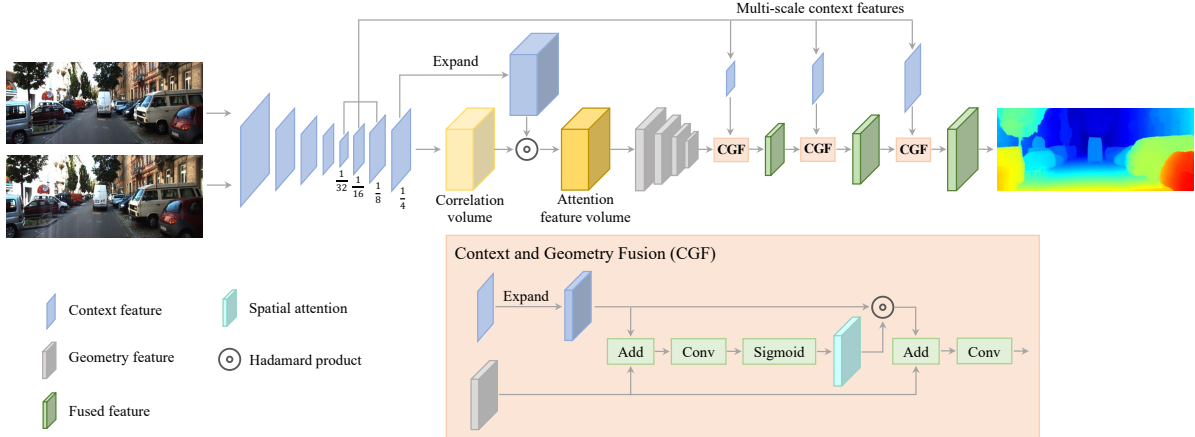 Multi-scale context features
Expand
CGF
CGF
CGF
1/32
1/16
1/8
1/4
Correlation
volume
Attention
feature volume
Context and Geometry Fusion (CGF)
Expand
Add
Conv
Sigmoid
Add
Conv
Context feature
Spatial attention
Geometry feature
Hadamard product
Fused feature